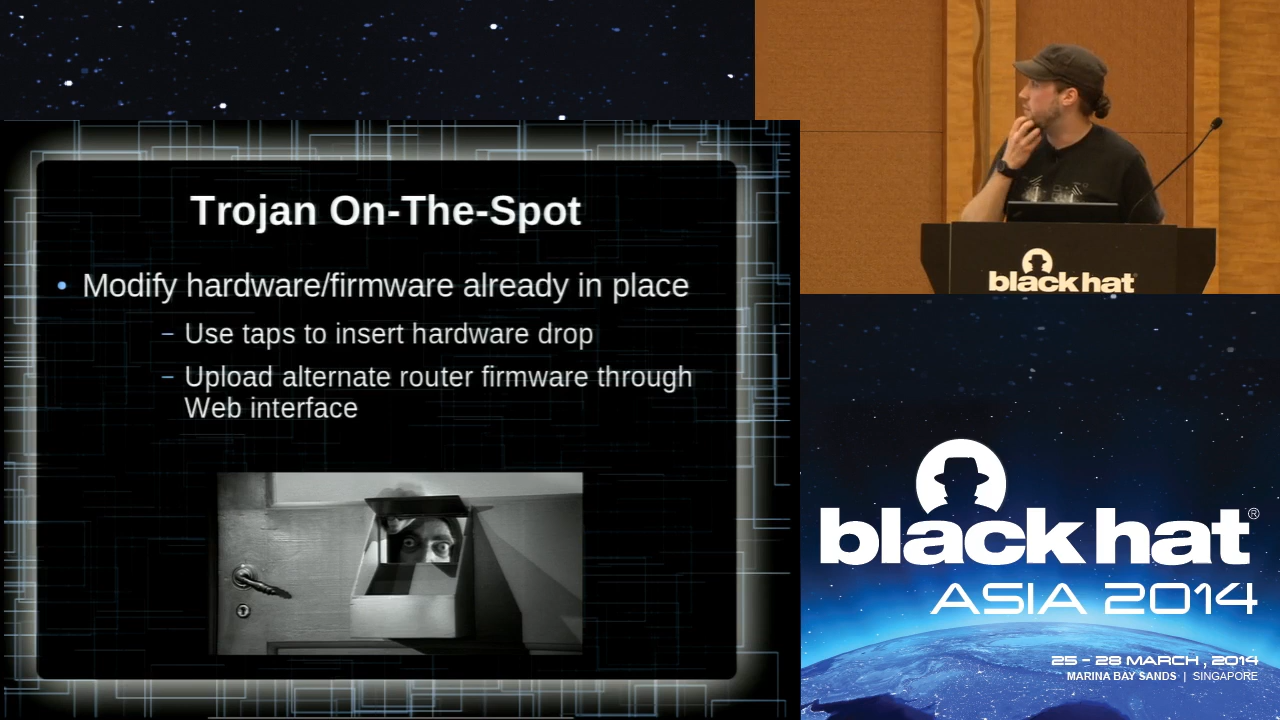 Trojan On-The-Spot
• Modify hardware/firmware already in place
– Use taps to insert hardware drop
– Upload alternate router firmware through
Web interface
black hat
black hat®
ASIA 2014
25 - 28 MARCH , 2014
MARINA BAY SANDS | SINGAPORE